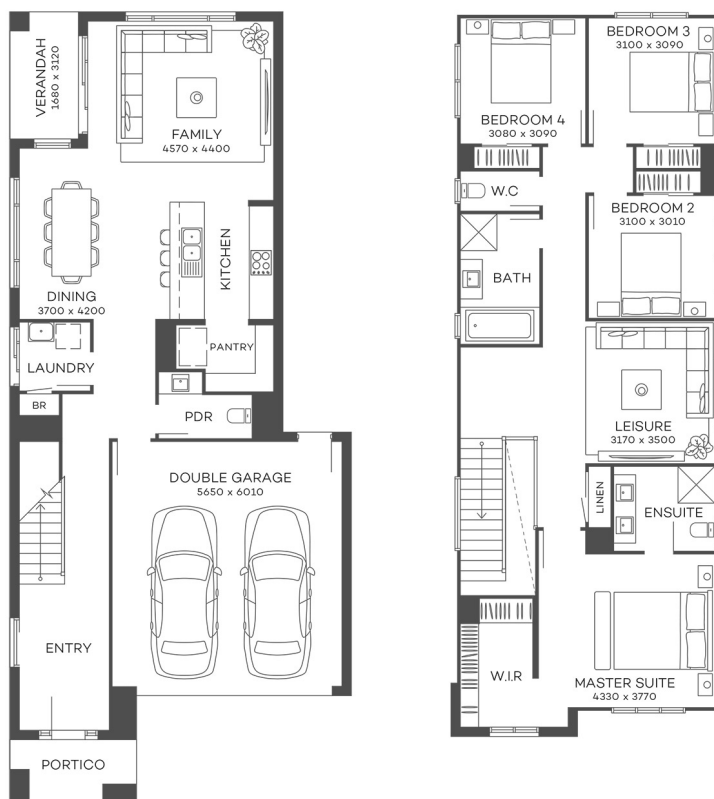 VERANDAH
1680 x 3120
FAMILY
4570 x 4400
KITCHEN
DINING
3700 x 4200
PANTRY
LAUNDRY
BR
PDR
DOUBLE GARAGE
5650 x 6010
ENTRY
PORTICO
BEDROOM 3
3100 x 3090
BEDROOM 4
3080 x 3090
W.C
BEDROOM 2
3100 x 3010
BATH
LEISURE
3170 x 3500
LINEN
ENSUITE
W.I.R
MASTER SUITE
4330 x 3770